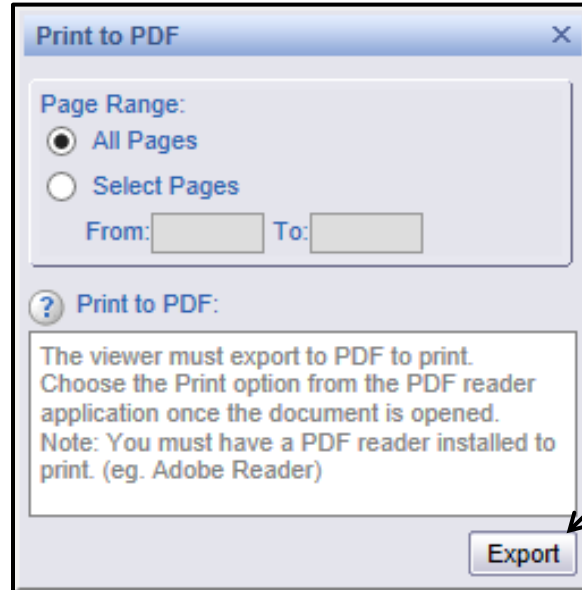 Print to PDF
Page Range:
All Pages
Select Pages
From: To:
Print to PDF:
The viewer must export to PDF to print.
Choose the Print option from the PDF reader
application once the document is opened.
Note: You must have a PDF reader installed to
print. (eg. Adobe Reader)
Export